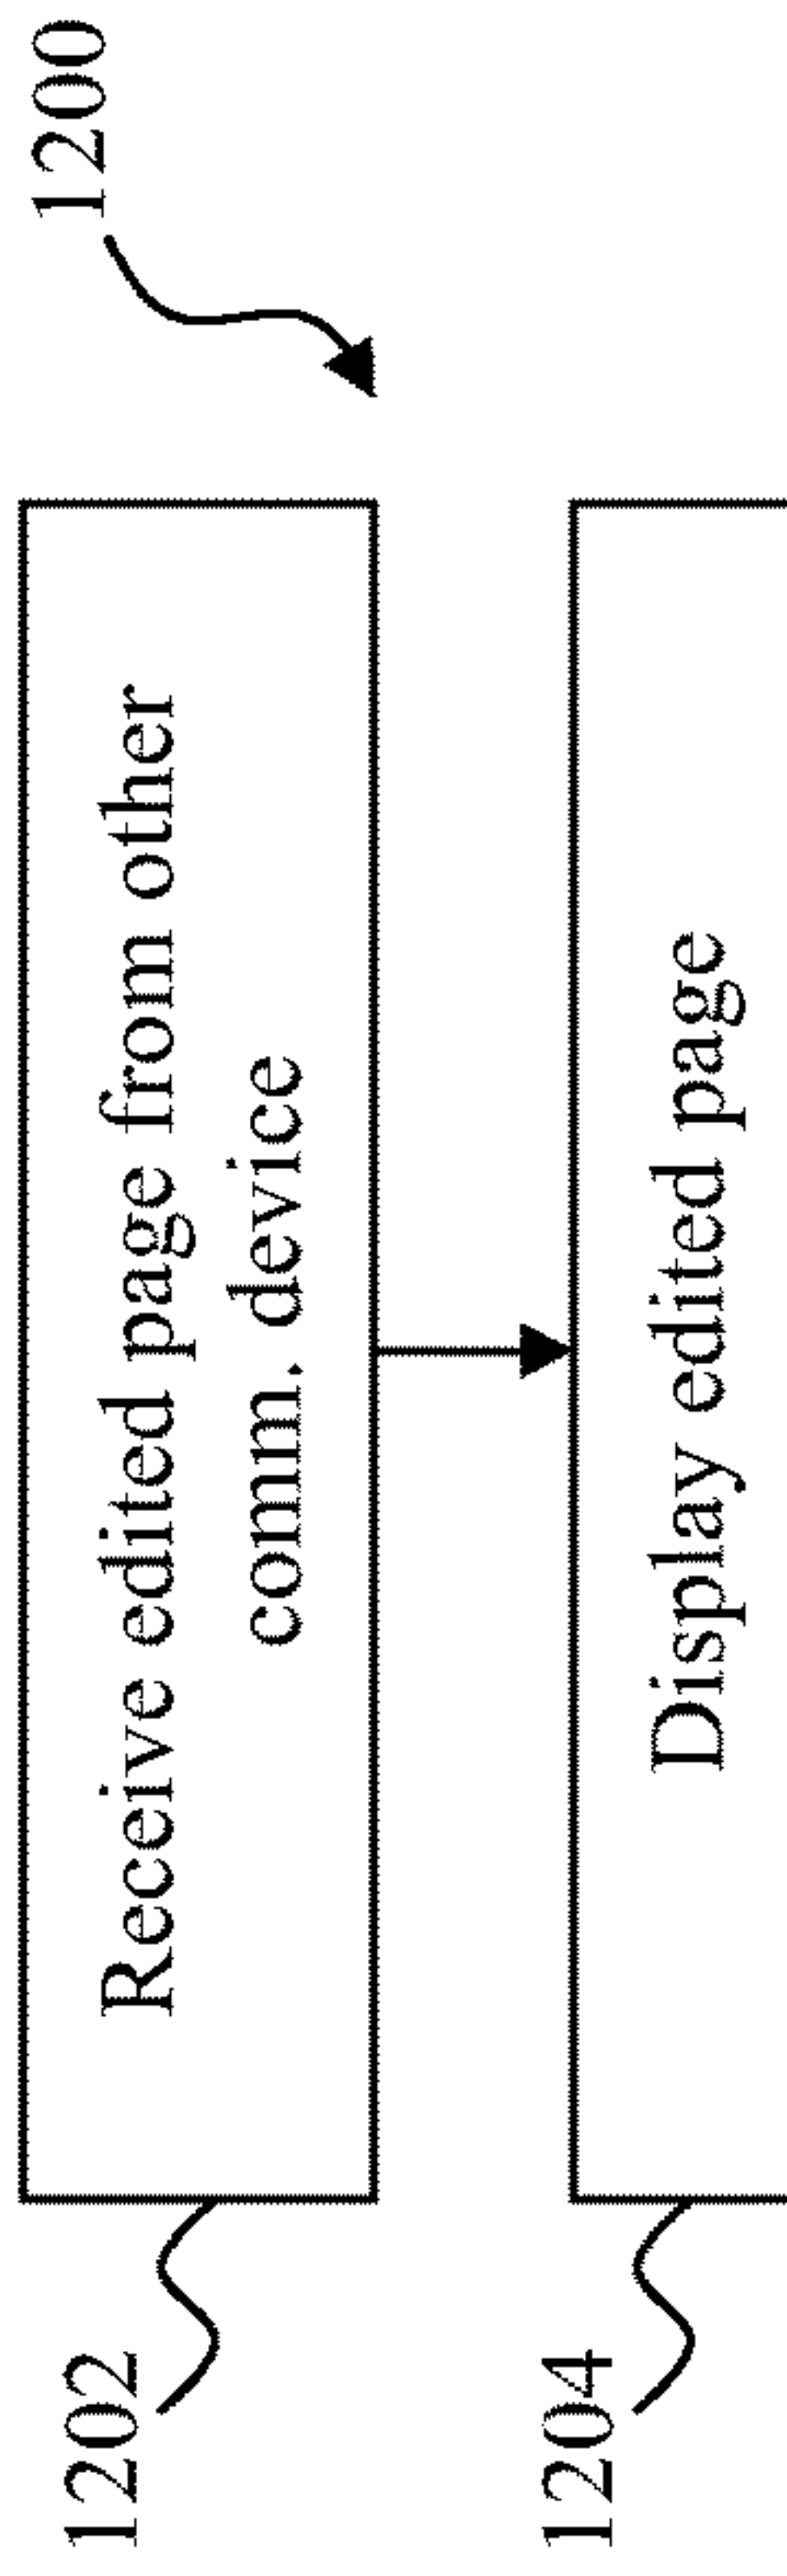 1200
1202
Receive edited page from other
comm. device
1204
Display edited page